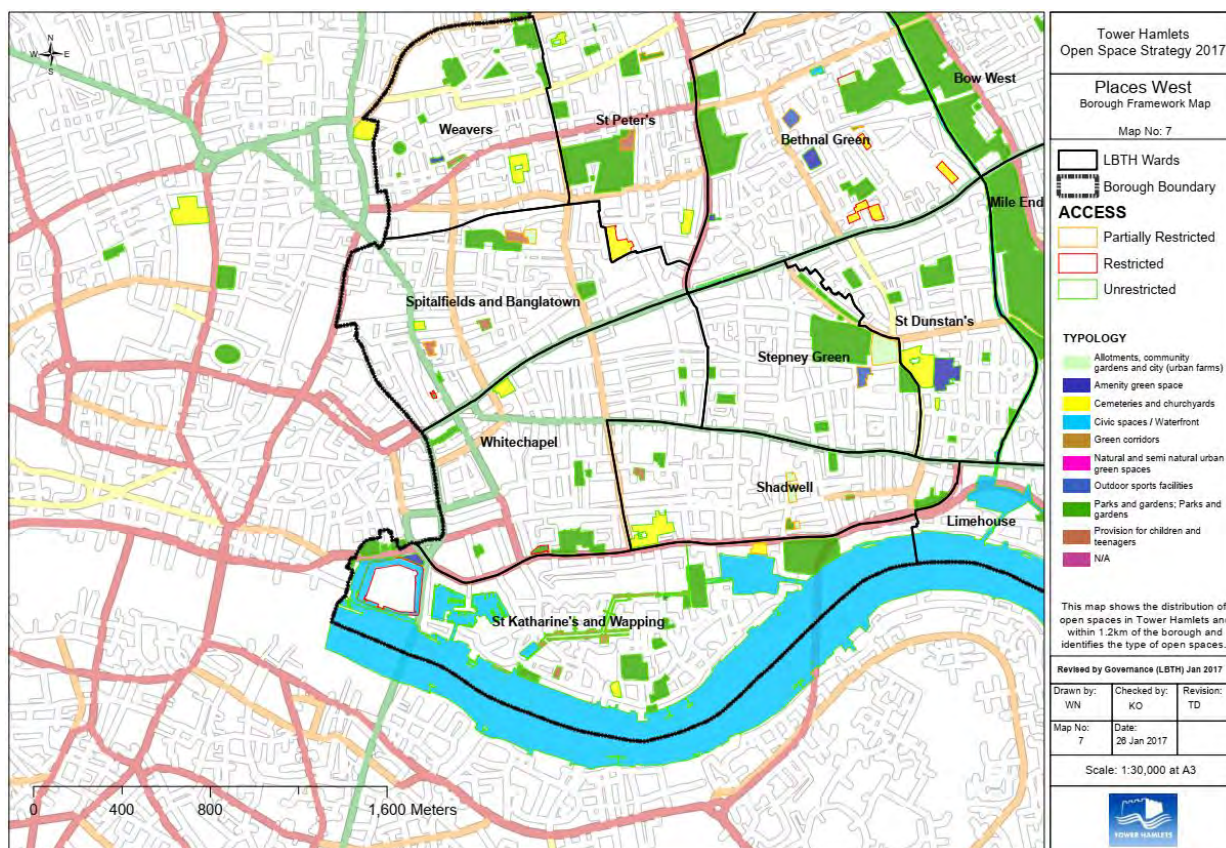 N
W E
S
Weavers
St Peter's
Bethnal Green
Bow West
Mile End
Spitalfields and Banglatown
St Dunstan's
Stepney Green
Whitechapel
Shadwell
Limehouse
St Katharine's and Wapping
0 400 800 1,600 Meters
Tower Hamlets
Open Space Strategy 2017
Places West
Borough Framework Map
Map No: 7
LBTH Wards
Borough Boundary
ACCESS
Partially Restricted
Restricted
Unrestricted
TYPOLOGY
Allotments, community
gardens and city (urban farms)
Amenity green space
Cemeteries and churchyards
Civic spaces / Waterfront
Green corridors
Natural and semi natural urban
green spaces
Outdoor sports facilities
Parks and gardens; Parks and
gardens
Provision for children and
teenagers
N/A
This map shows the distribution of
open spaces in Tower Hamlets and
within 1.2km of the borough and
identifies the type of open spaces.
Revised by Governance (LBTH) Jan 2017
Drawn by: Checked by: Revision:
WN KO TD
Map No: Date:
7 26 Jan 2017
Scale: 1:30,000 at A3
TOWER HAMLETS